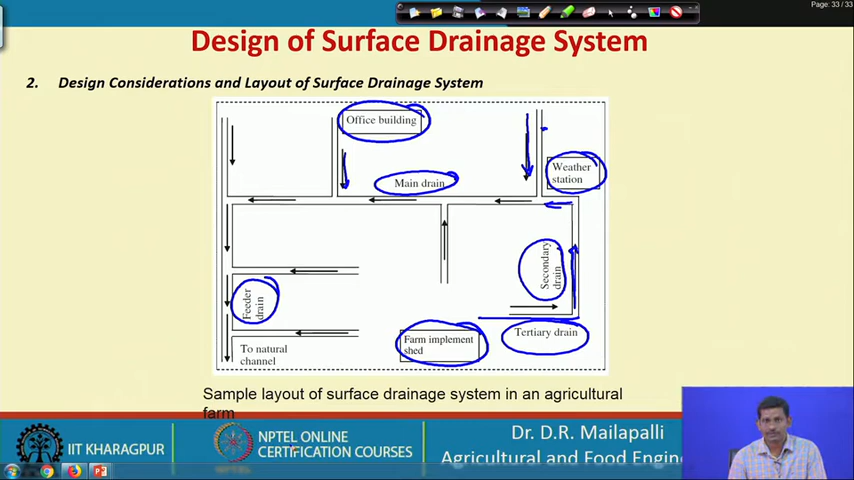 Page: 33 / 33
Design of Surface Drainage System
2. Design Considerations and Layout of Surface Drainage System
Office building
Weather
station
Main drain
Secondary
drain
Feeder
drain
Farm implement
shed
Tertiary drain
To natural
channel
Sample layout of surface drainage system in an agricultural
farm
IIT KHARAGPUR
NPTEL ONLINE
CERTIFICATION COURSES
Dr. D.R. Mailapalli
Agricultural and Food Engine